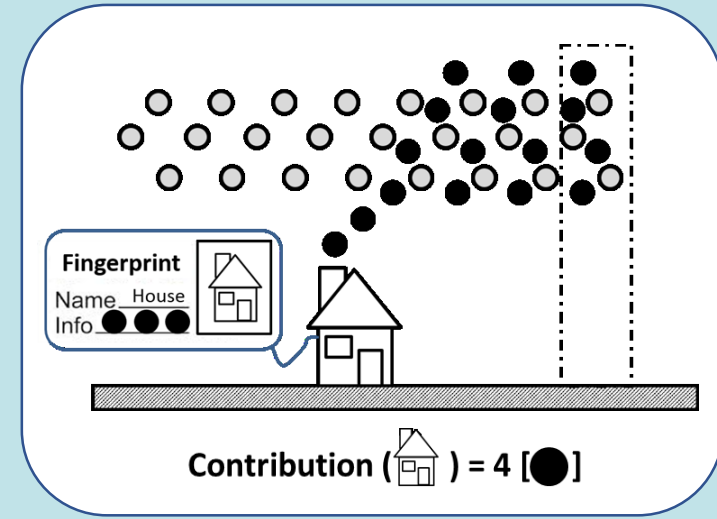 Fingerprint
Name House
Info
Contribution ( ) = 4 [ ]